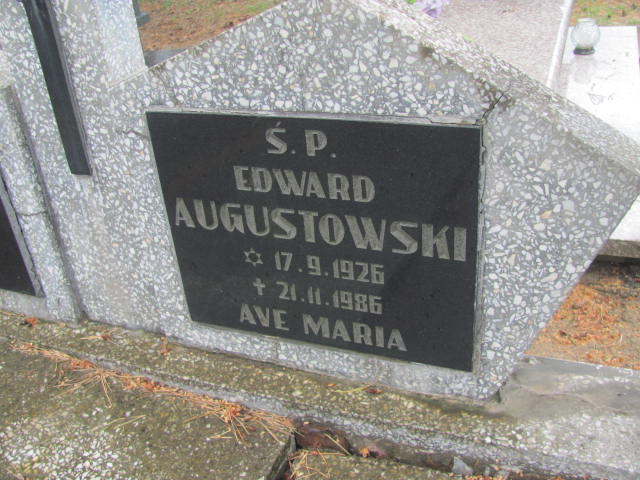 Ś.P.
EDWARD
AUGUSTOWSKI
✡ 17.9.1926
✝ 21.11.1986
AVE MARIA